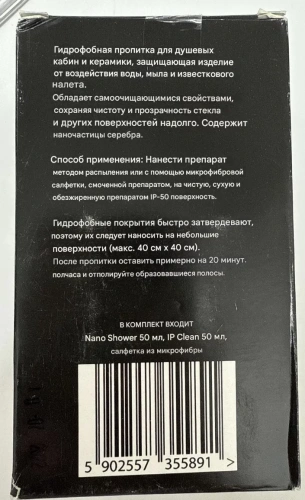 Гидрофобная пропитка для душевых
кабин и керамики, защищающая изделие
от воздействия воды, мыла и известкового
налета.
Обладает самоочищающимися свойствами,
сохраняя чистоту и прозрачность стекла
и других поверхностей надолго. Содержит
наночастицы серебра.
Способ применения: Нанести препарат
методом распыления или с помощью микрофибровой
салфетки, смоченной препаратом, на чистую, сухую и
обезжиренную препаратом IP-50 поверхность.
Гидрофобные покрытия быстро затвердевают,
поэтому их следует наносить на небольшие
поверхности (макс. 40 см х 40 см).
После пропитки оставить примерно на 20 минут.
полчаса и отполируйте образовавшиеся полосы.
В КОМПЛЕКТ ВХОДИТ
Nano Shower 50 мл, IP Clean 50 мл,
салфетка из микрофибры
5 902557 355891 >